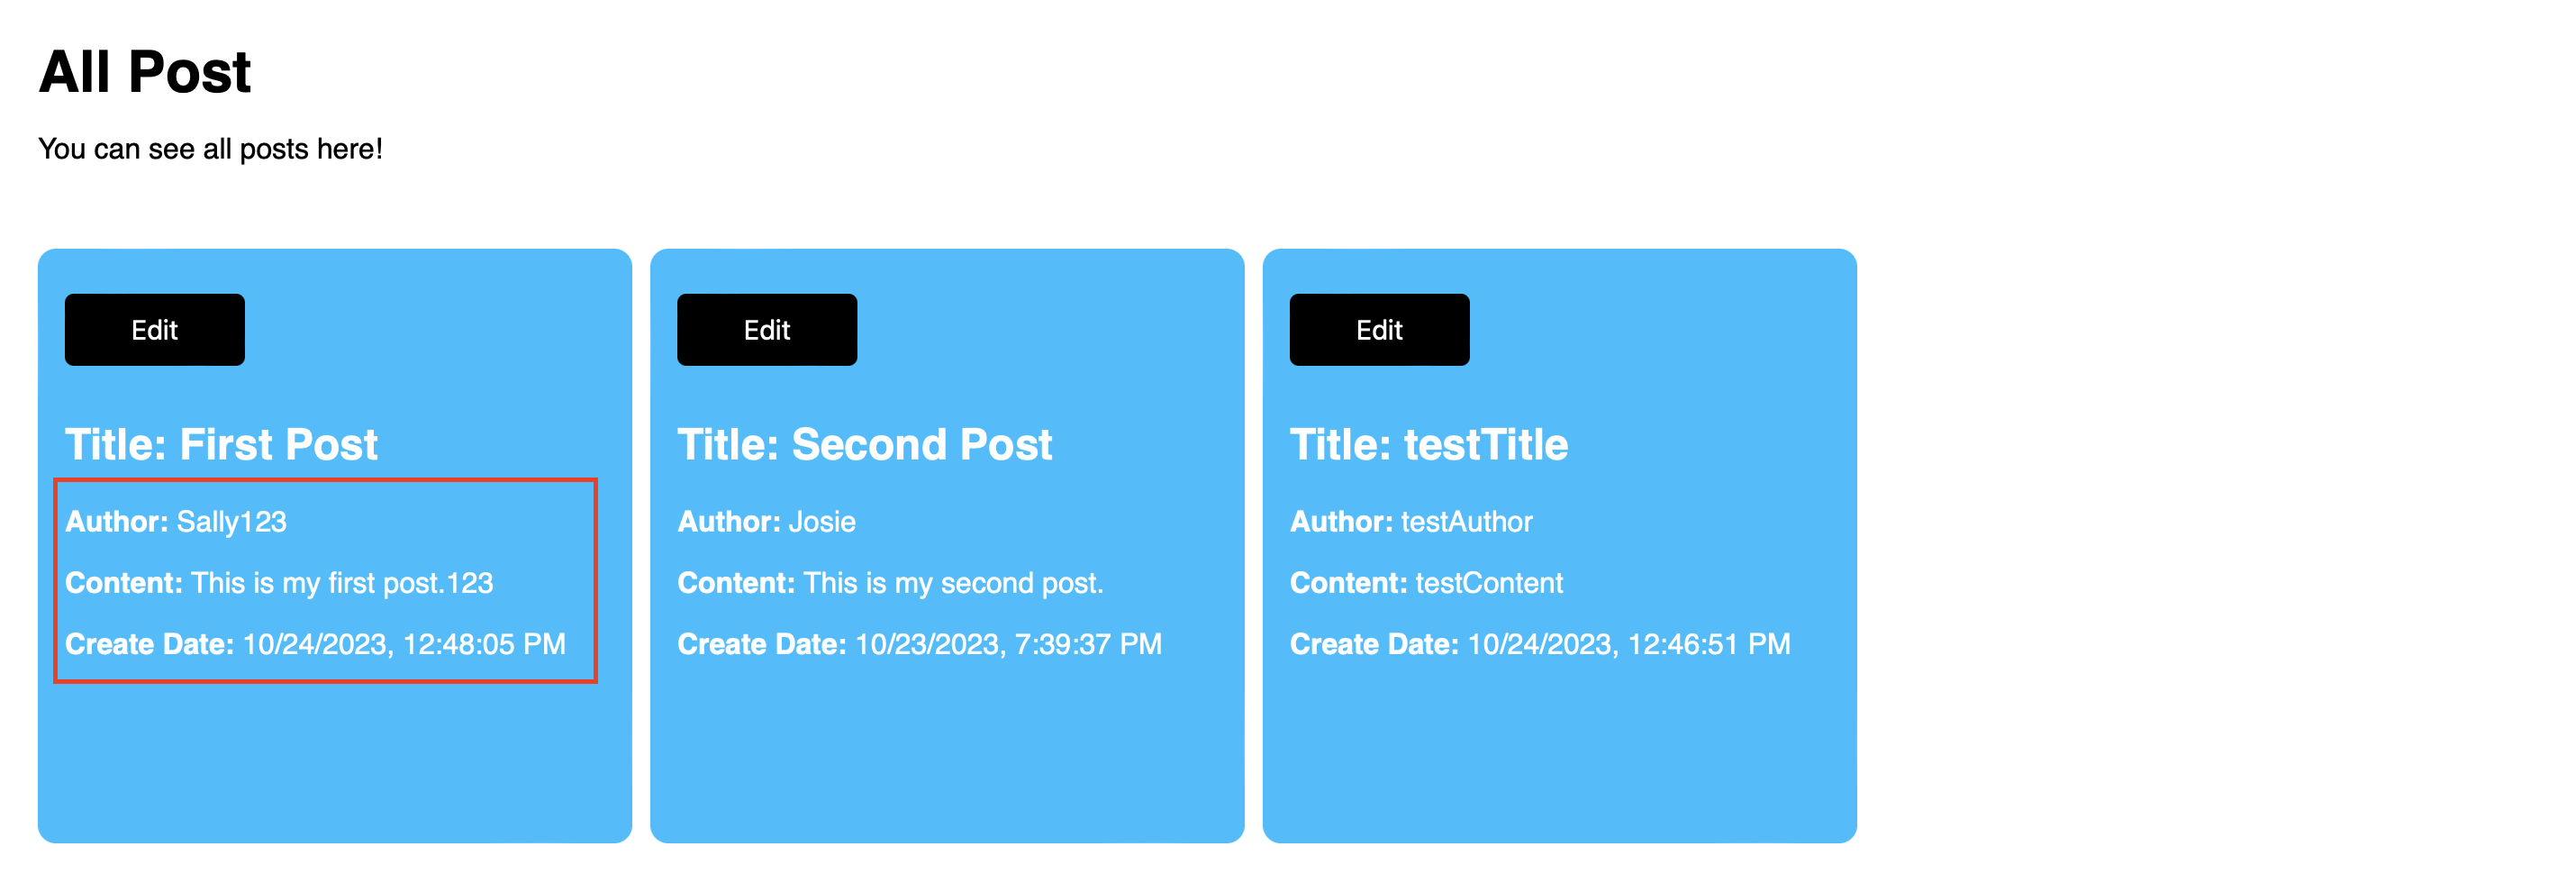 All Post
You can see all posts here!
Edit
Title: First Post
Author: Sally123
Content: This is my first post.123
Create Date: 10/24/2023, 12:48:05 PM
Edit
Title: Second Post
Author: Josie
Content: This is my second post.
Create Date: 10/23/2023, 7:39:37 PM
Edit
Title: testTitle
Author: testAuthor
Content: testContent
Create Date: 10/24/2023, 12:46:51 PM